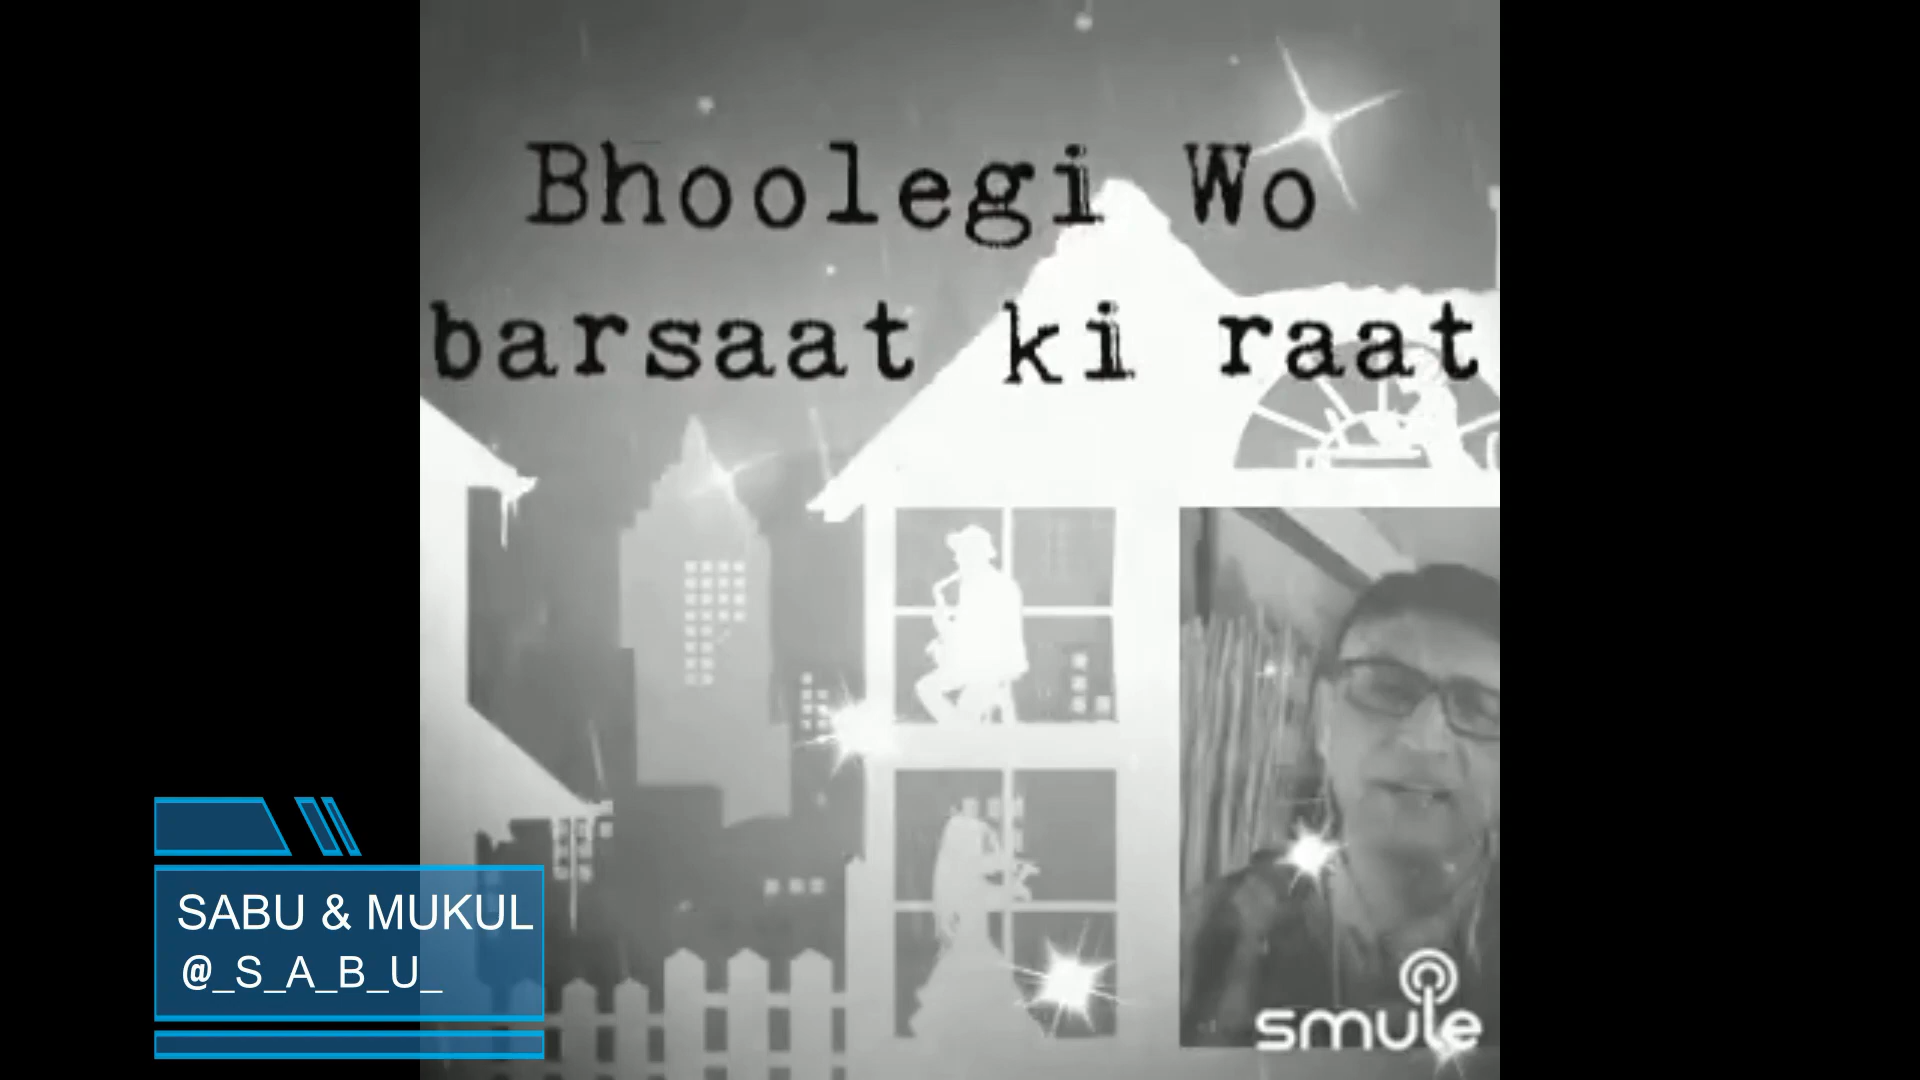 Bhoolegi Wo
barsaat ki raat
SABU & MUKUL
@_S_A_B_U_
smule